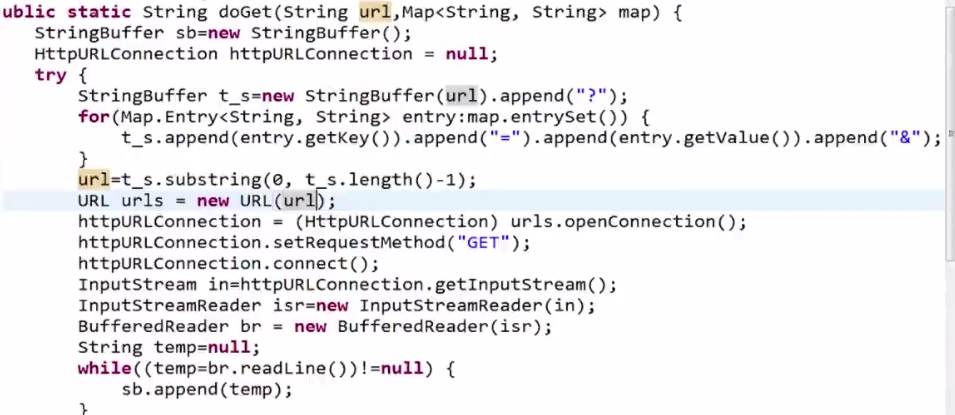 ublic static String doGet(String url,Map<String, String> map) {
StringBuffer sb=new StringBuffer();
HttpURLConnection httpURLConnection = null;
try {
StringBuffer t_s=new StringBuffer(url).append("?");
for(Map.Entry<String, String> entry:map.entrySet()) {
t_s.append(entry.getKey()).append("=").append(entry.getValue()).append("&");
}
url=t_s.substring(0, t_s.length()-1);
URL urls = new URL(url);
httpURLConnection = (HttpURLConnection) urls.openConnection();
httpURLConnection.setRequestMethod("GET");
httpURLConnection.connect();
InputStream in=httpURLConnection.getInputStream();
InputStreamReader isr=new InputStreamReader(in);
BufferedReader br = new BufferedReader(isr);
String temp=null;
while((temp=br.readLine())!=null) {
sb.append(temp);
}